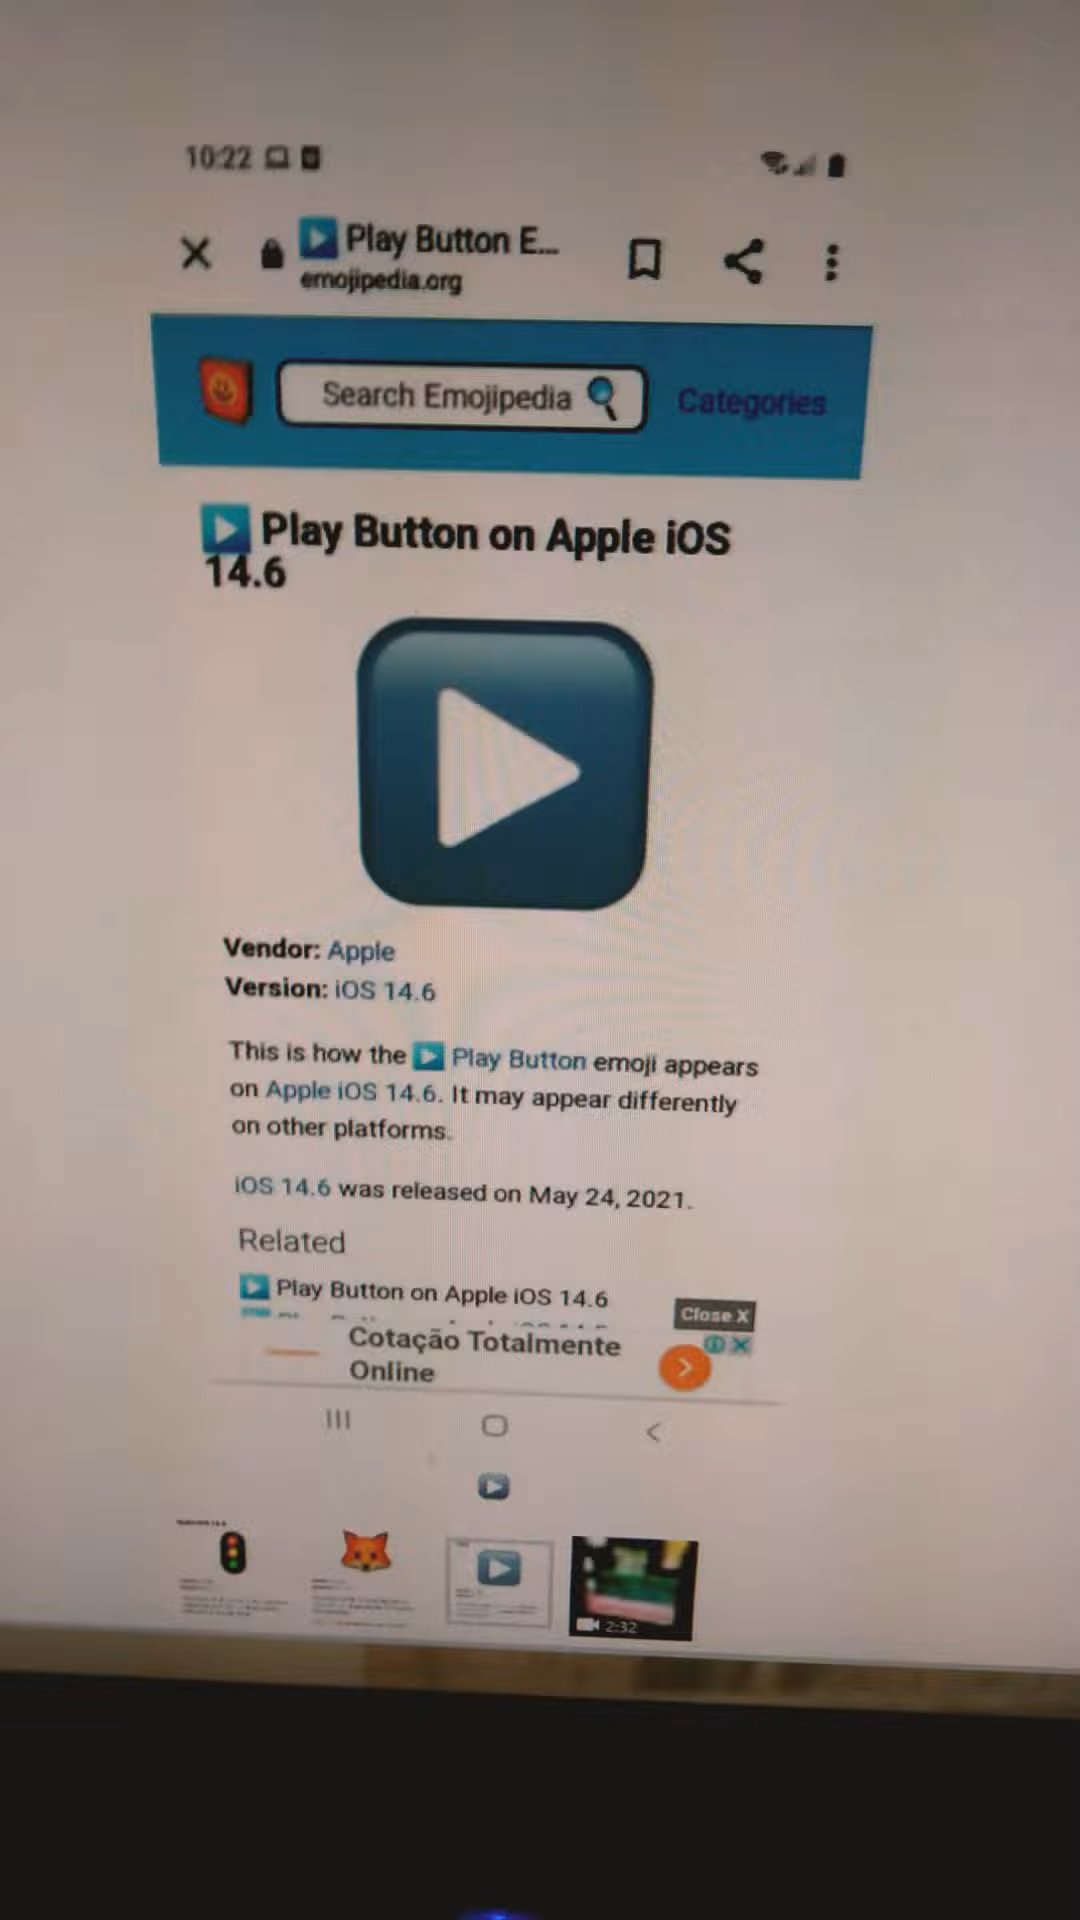 10:22
Play Button E...
emojipedia.org
Search Emojipedia
Categories
Play Button on Apple iOS
14.6
Vendor: Apple
Version: iOS 14.6
This is how the Play Button emoji appears
on Apple iOS 14.6. It may appear differently
on other platforms.
iOS 14.6 was released on May 24, 2021.
Related
Play Button on Apple iOS 14.6
Close X
Cotação Totalmente
Online
2:32